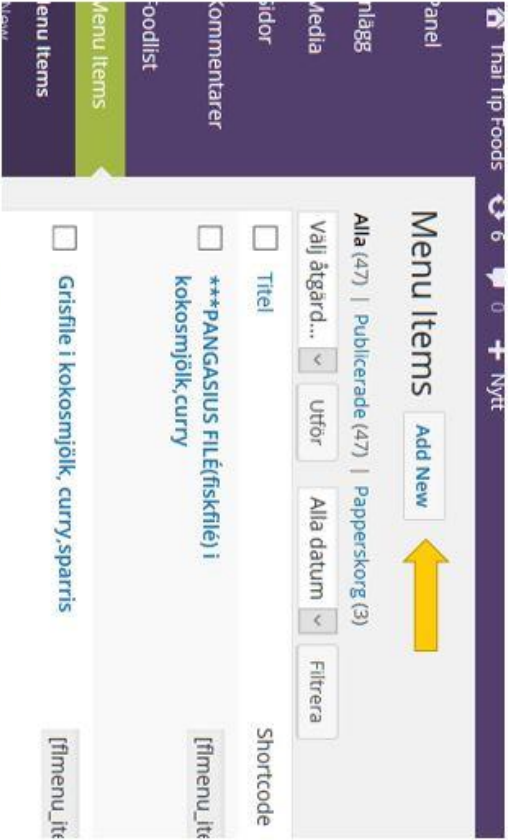 Thai Tip Foods 6 0 + Nytt
Panel
nlägg
Media
idor
Kommentarer
Foodlist
Menu Items
enu Items
New
Menu Items Add New
Alla (47) | Publicerade (47) | Papperskorg (3)
Välj åtgärd... Utför Alla datum Filtrera
Titel Shortcode
***PANGASIUS FILÉ(fiskfilé) i
kokosmjölk,curry
[flmenu_ite
Grisfile i kokosmjölk, curry,sparris
[flmenu_ite